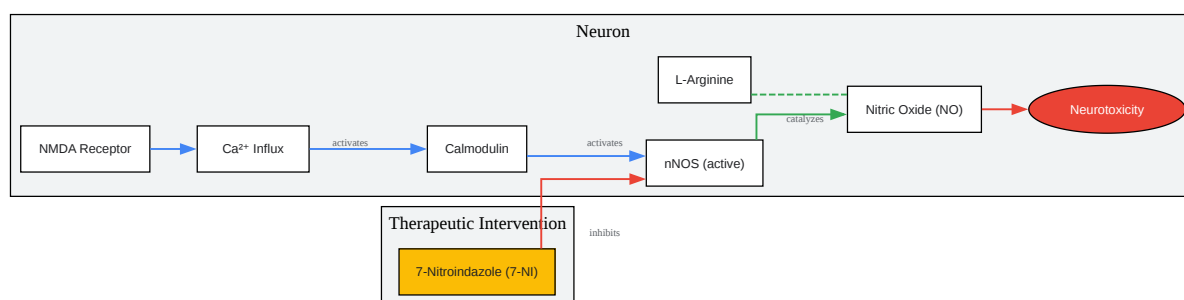 Neuron
L-Arginine
Nitric Oxide (NO)
Neurotoxicity
catalyzes
NMDA Receptor
Ca²⁺ Influx
activates
Calmodulin
activates
nNOS (active)
Therapeutic Intervention
inhibits
7-Nitroindazole (7-NI)